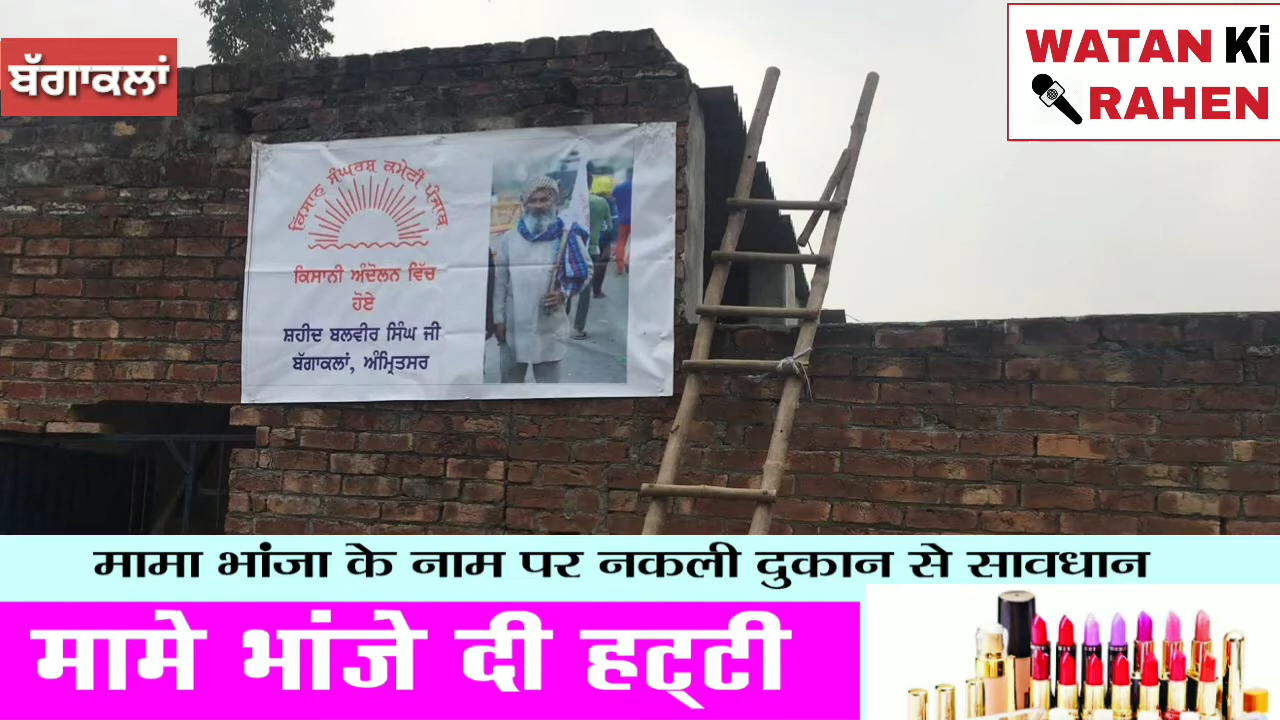 ਬੱਗਾਕਲਾਂ
WATAN Ki
RAHEN
ਕਿਸਾਨ ਸੰਘਰਸ਼ ਕਮੇਟੀ ਪੰਜਾਬ
ਕਿਸਾਨੀ ਅੰਦੋਲਨ ਵਿੱਚ
ਹੋਏ
ਸ਼ਹੀਦ ਬਲਵੀਰ ਸਿੰਘ ਜੀ
ਬੱਗਾਕਲਾਂ, ਅੰਮ੍ਰਿਤਸਰ
मामा भांजा के नाम पर नकली दुकान से सावधान
मामे भांजे दी हट्टी